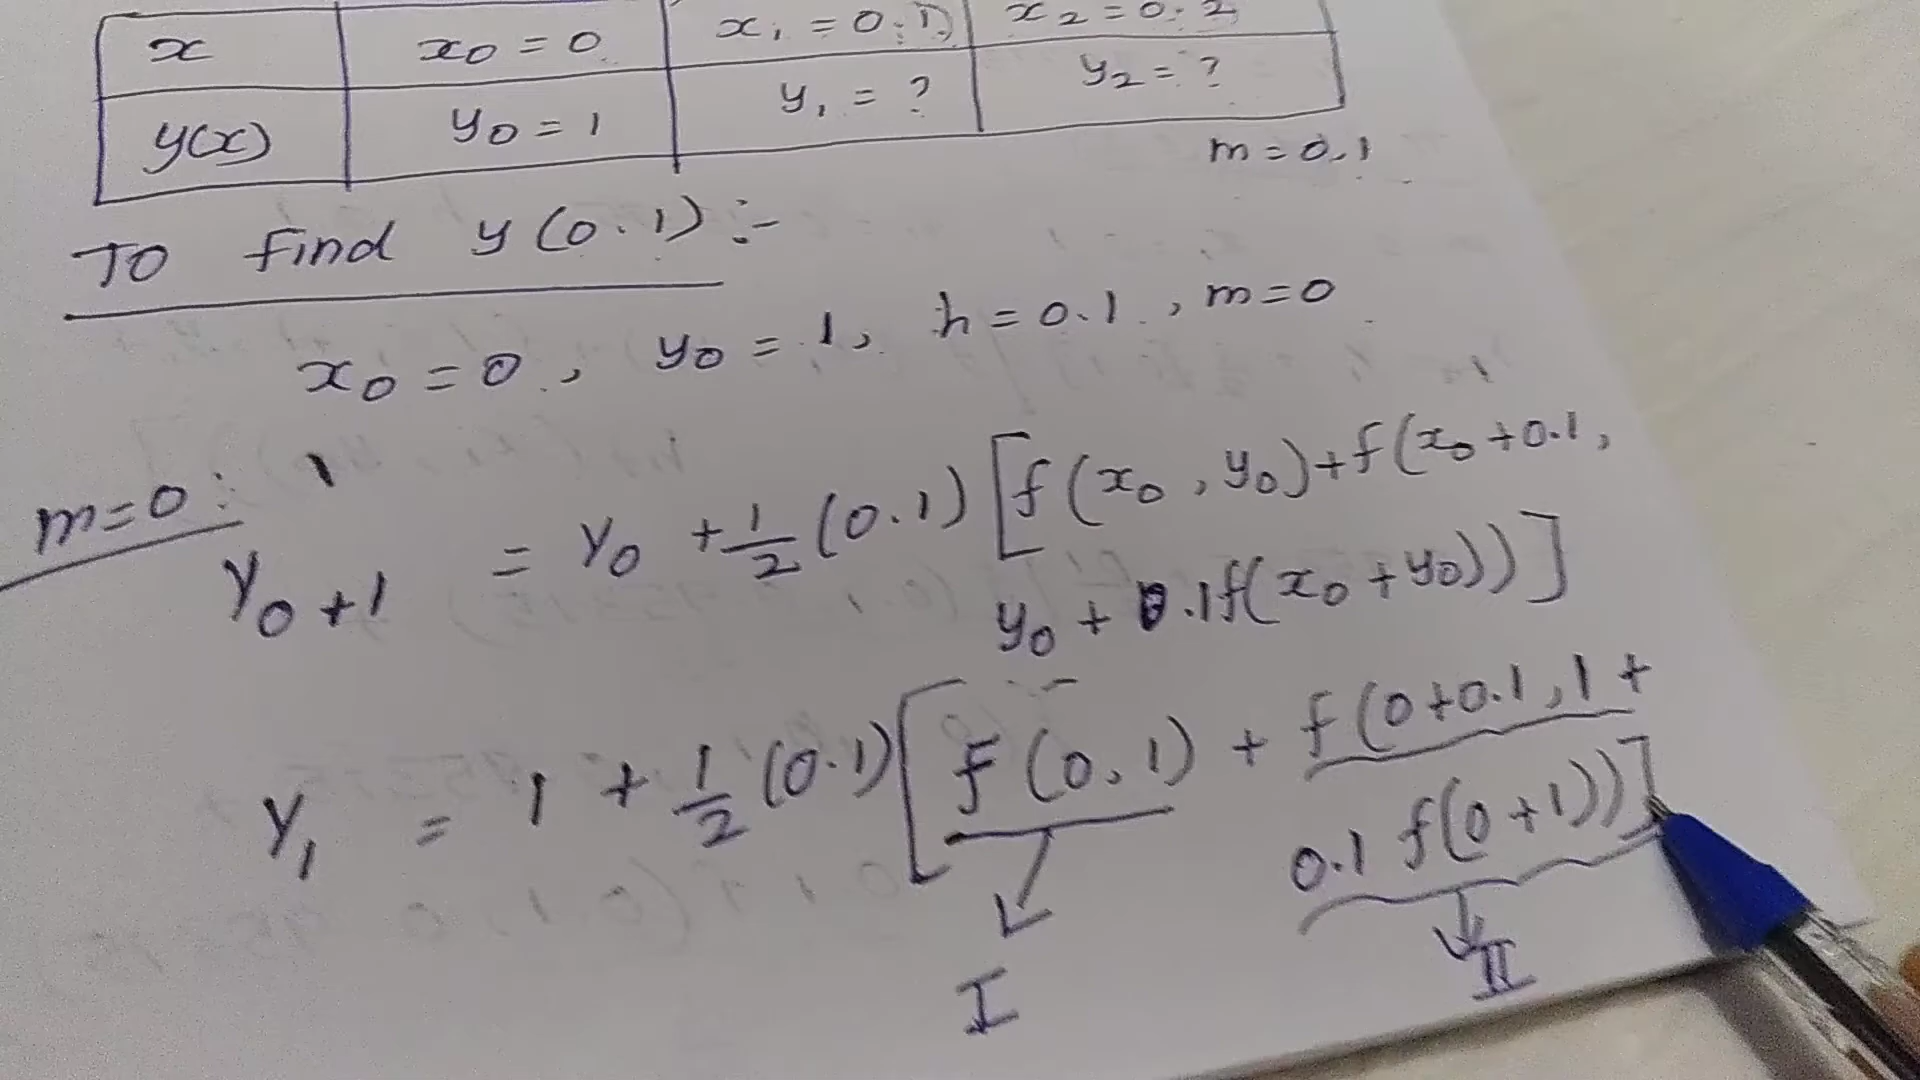 x x₀ = 0 x₁ = 0.1 x₂ = 0.2
y(x) y₀ = 1 y₁ = ? y₂ = ?
m = 0.1
To find y(0.1) :-
x₀ = 0, y₀ = 1, h = 0.1, m = 0
m=0 :
Y₀+1 = Y₀ + 1/2 (0.1) [f(x₀, y₀) + f(x₀ + 0.1,
y₀ + 0.1f(x₀ + y₀))]
Y₁ = 1 + 1/2 (0.1) [f(0, 1) + f(0+0.1, 1 +
0.1 f(0+1))]
I II